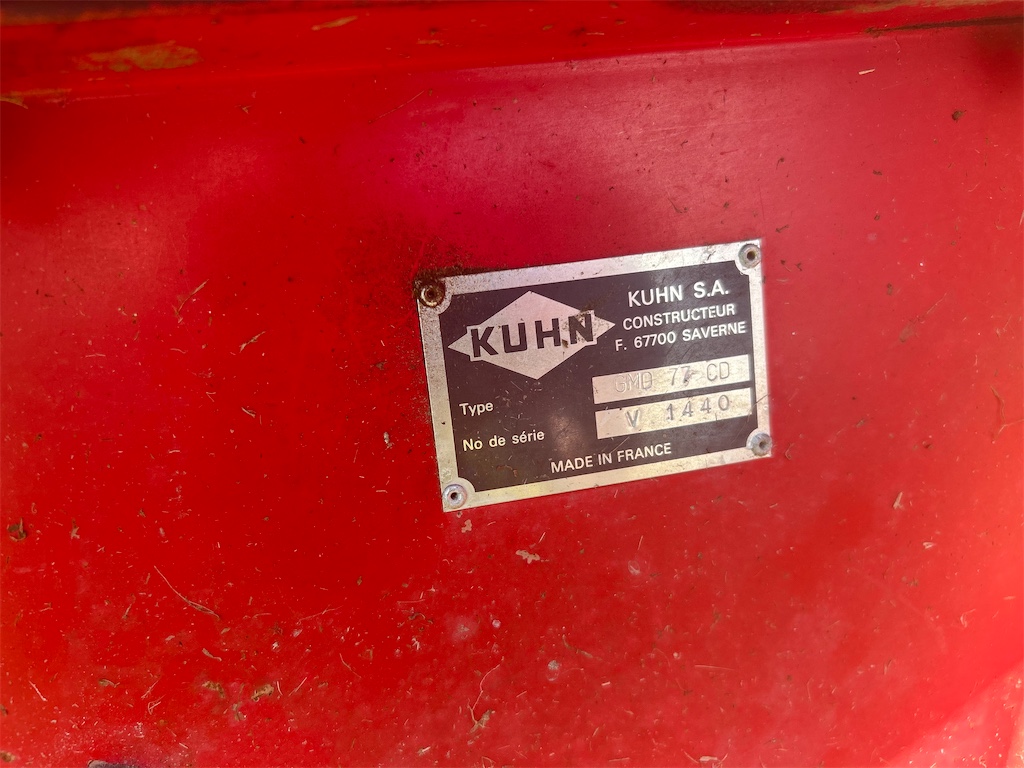 KUHN
KUHN S.A.
CONSTRUCTEUR
F. 67700 SAVERNE
Type GMD 77 CD
No de série V 1440
MADE IN FRANCE